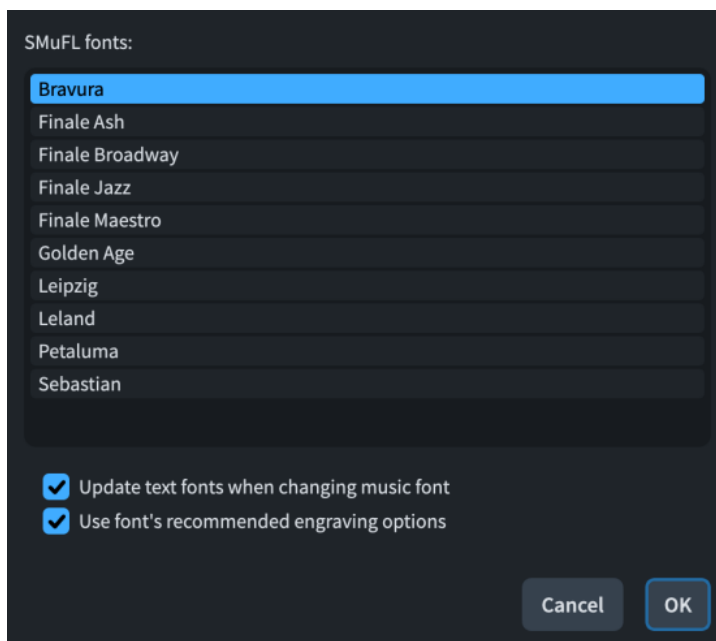 SMuFL fonts:
Bravura
Finale Ash
Finale Broadway
Finale Jazz
Finale Maestro
Golden Age
Leipzig
Leland
Petaluma
Sebastian
Update text fonts when changing music font
Use font's recommended engraving options
Cancel OK